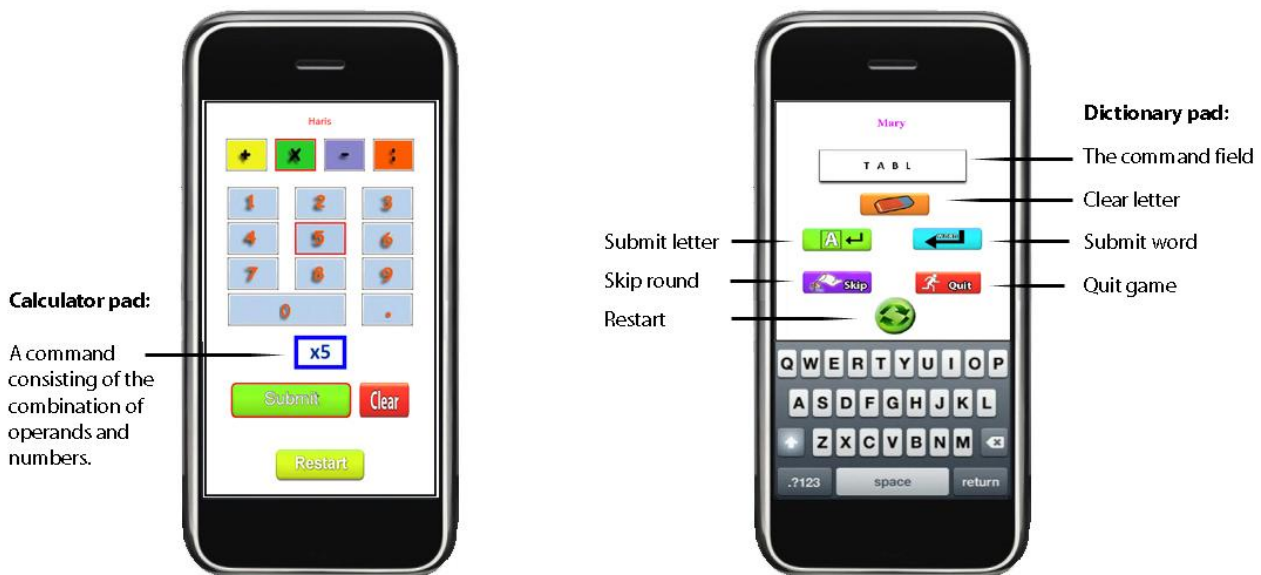 Haris
+ X - :
1 2 3
4 5 6
7 8 9
0 .
x5
Submit Clear
Restart
Calculator pad:
A command
consisting of the
combination of
operands and
numbers.
Mary
T A B L
A
Skip Quit
Q W E R T Y U I O P
A S D F G H J K L
Z X C V B N M
.?123 space return
Submit letter
Skip round
Restart
Dictionary pad:
The command field
Clear letter
Submit word
Quit game